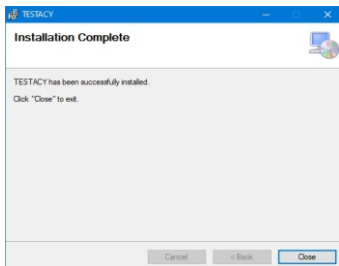 TESTACY
Installation Complete
TESTACY has been successfully installed.
Click "Close" to exit.
Cancel
< Back
Close